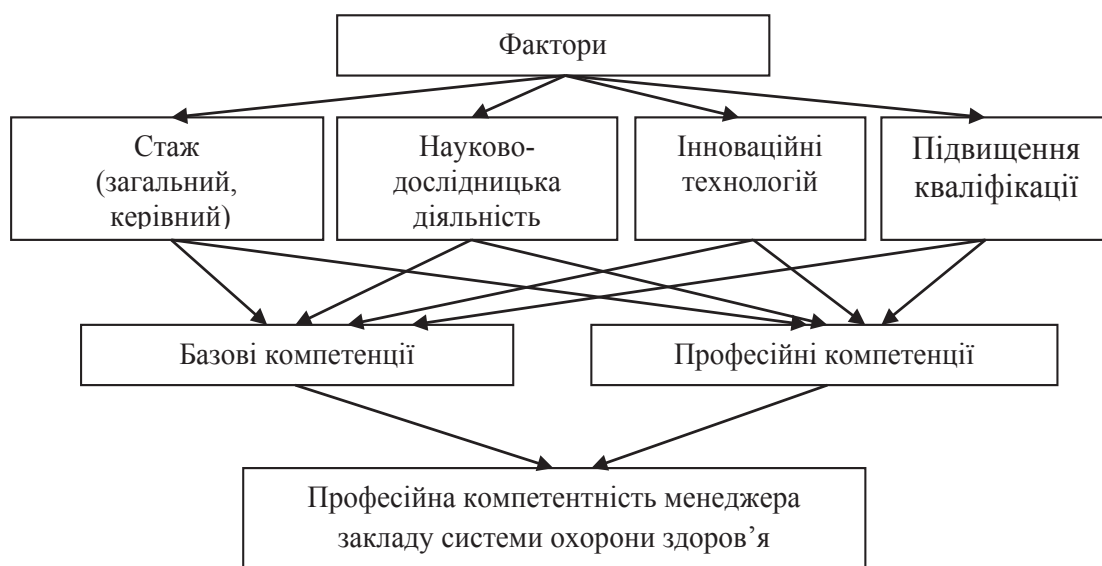 Фактори
Стаж
(загальний,
керівний)
Науково-
дослідницька
діяльність
Інноваційні
технологій
Підвищення
кваліфікації
Базові компетенції
Професійні компетенції
Професійна компетентність менеджера
закладу системи охорони здоров’я